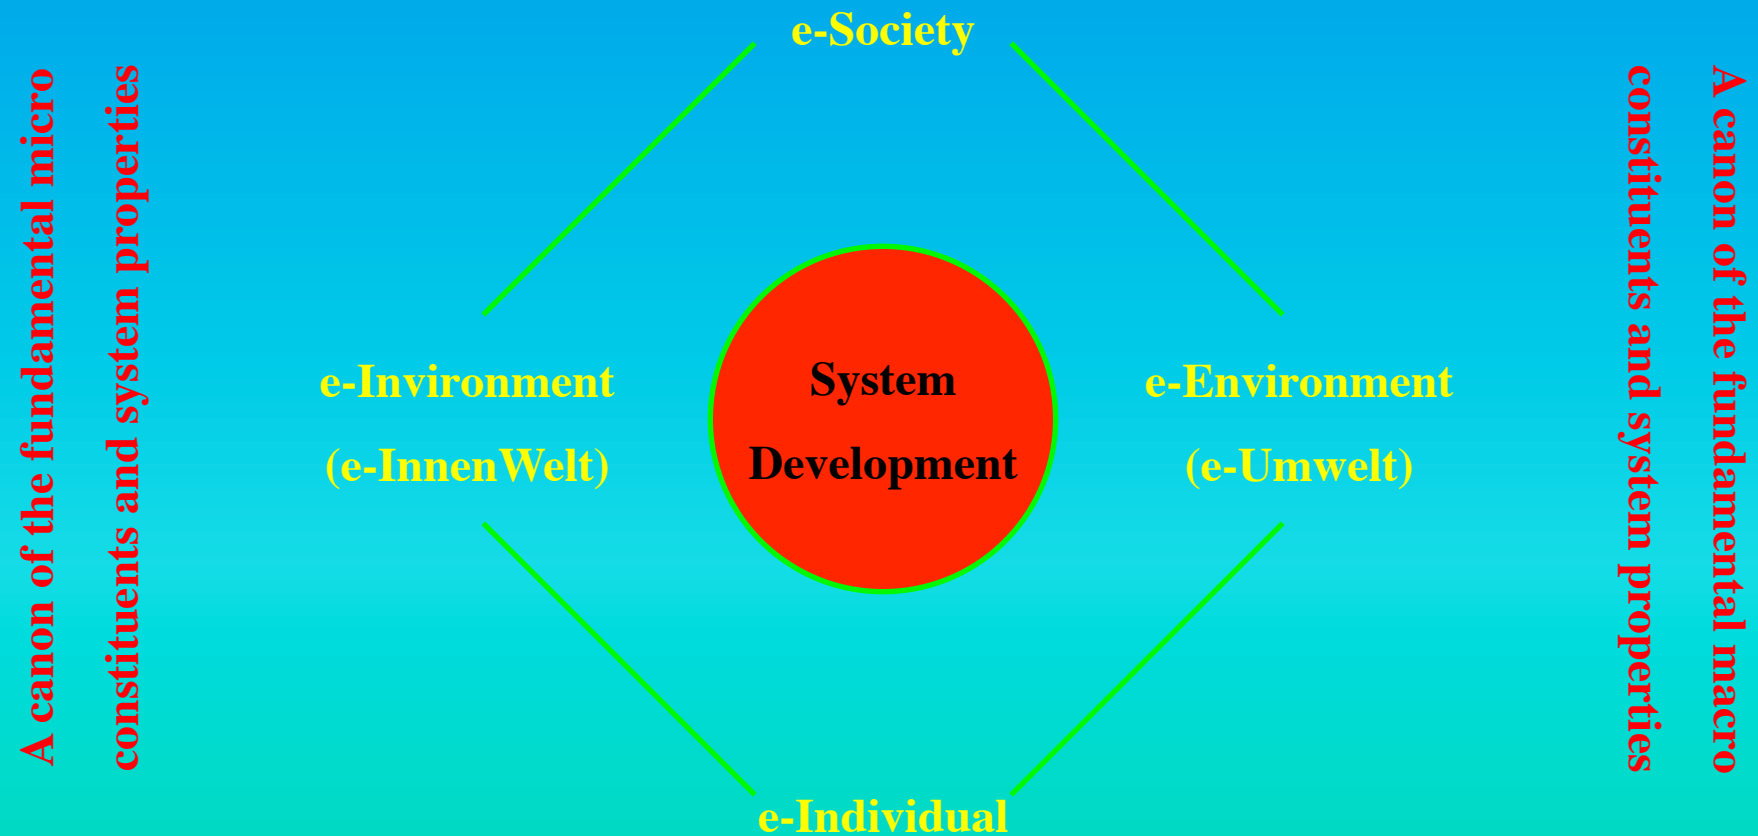 e-Society
A canon of the fundamental micro
constituents and system properties
e-Invironment
(e-InnenWelt)
System
Development
e-Environment
(e-Umwelt)
A canon of the fundamental macro
constituents and system properties
e-Individual